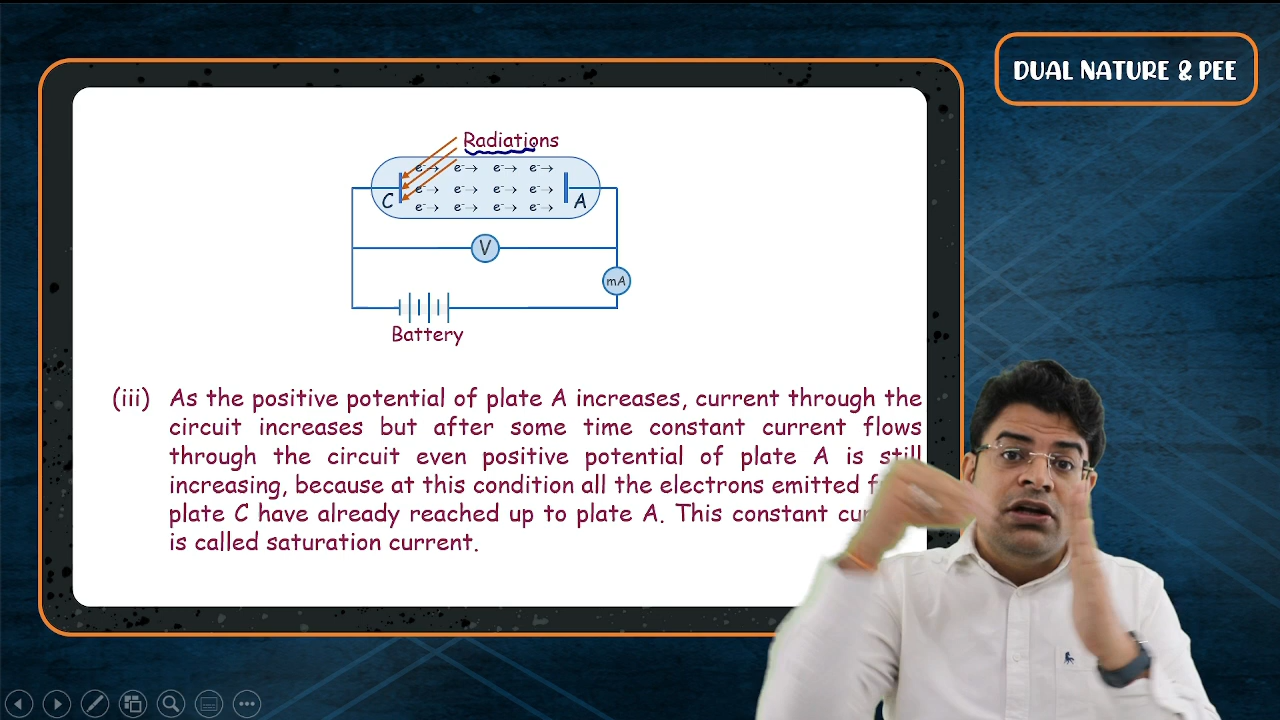 DUAL NATURE & PEE
Radiations
e⁻→ e⁻→ e⁻→ e⁻→
e⁻→ e⁻→ e⁻→ e⁻→
C A
e⁻→ e⁻→ e⁻→ e⁻→
V
mA
Battery
(iii) As the positive potential of plate A increases, current through the
circuit increases but after some time constant current flows
through the circuit even positive potential of plate A is still
increasing, because at this condition all the electrons emitted
plate C have already reached up to plate A. This constant
is called saturation current.